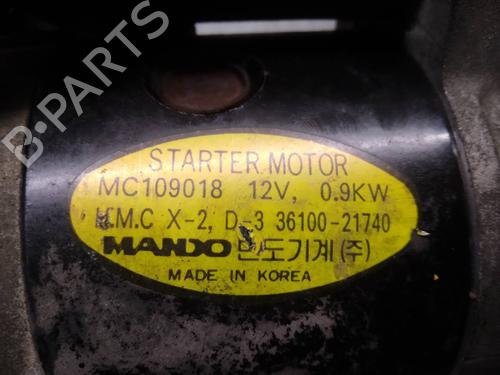 B-PARTS
STARTER MOTOR
MC109018 12V, 0.9KW
H.M.C X-2, D-3 36100-21740
MANDO 만도기계(주)
MADE IN KOREA
B-PARTS